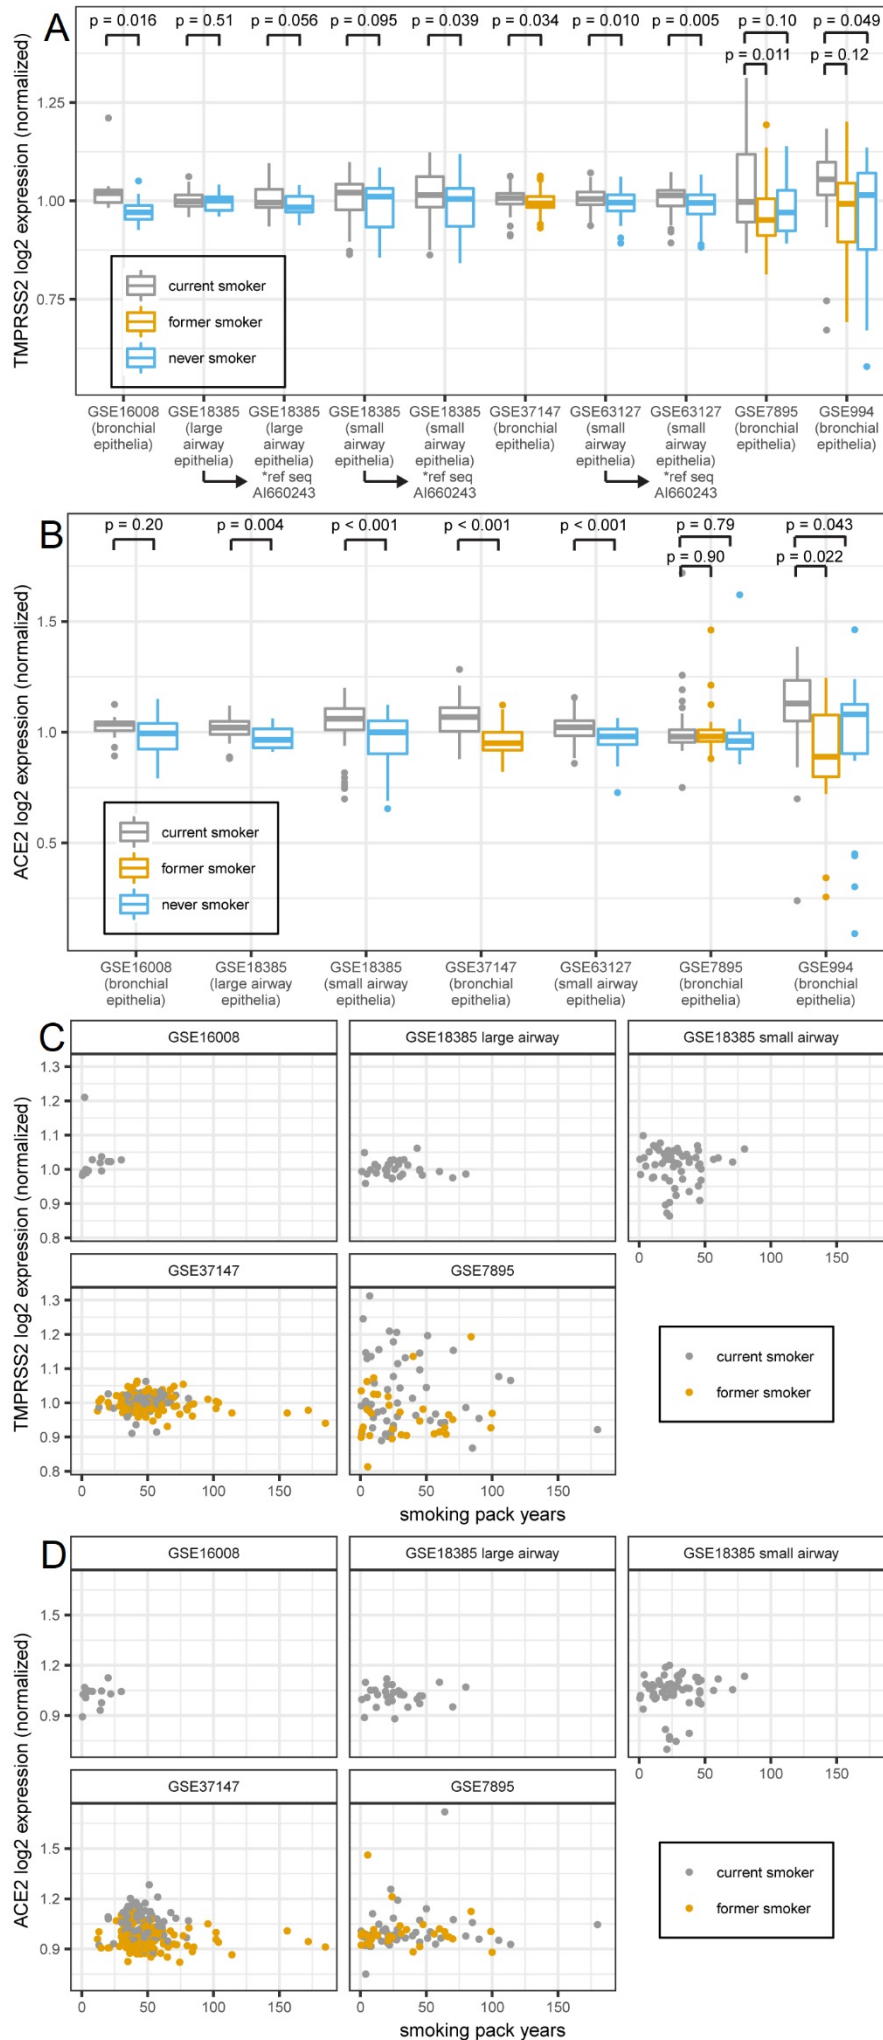 A
p = 0.016 p = 0.51 p = 0.056 p = 0.095 p = 0.039 p = 0.034 p = 0.010 p = 0.005 p = 0.10 p = 0.049
p = 0.011 p = 0.12
TMPRSS2 log2 expression (normalized)
1.25
1.00
0.75
current smoker
former smoker
never smoker
GSE16008 (bronchial epithelia)
GSE18385 (large airway epithelia)
GSE18385 (large airway epithelia) *ref seq AI660243
GSE18385 (small airway epithelia)
GSE18385 (small airway epithelia) *ref seq AI660243
GSE37147 (bronchial epithelia)
GSE63127 (small airway epithelia)
GSE63127 (small airway epithelia) *ref seq AI660243
GSE7895 (bronchial epithelia)
GSE994 (bronchial epithelia)
B
p = 0.20 p = 0.004 p < 0.001 p < 0.001 p < 0.001 p = 0.79 p = 0.043
p = 0.90 p = 0.022
ACE2 log2 expression (normalized)
1.5
1.0
0.5
current smoker
former smoker
never smoker
GSE16008 (bronchial epithelia)
GSE18385 (large airway epithelia)
GSE18385 (small airway epithelia)
GSE37147 (bronchial epithelia)
GSE63127 (small airway epithelia)
GSE7895 (bronchial epithelia)
GSE994 (bronchial epithelia)
C
GSE16008 GSE18385 large airway GSE18385 small airway
TMPRSS2 log2 expression (normalized)
1.3
1.2
1.1
1.0
0.9
0.8
0 50 100 150
GSE37147 GSE7895
1.3
1.2
1.1
1.0
0.9
0.8
current smoker
former smoker
0 50 100 150 0 50 100 150
smoking pack years
D
GSE16008 GSE18385 large airway GSE18385 small airway
ACE2 log2 expression (normalized)
1.5
1.2
0.9
0 50 100 150
GSE37147 GSE7895
1.5
1.2
0.9
current smoker
former smoker
0 50 100 150 0 50 100 150
smoking pack years